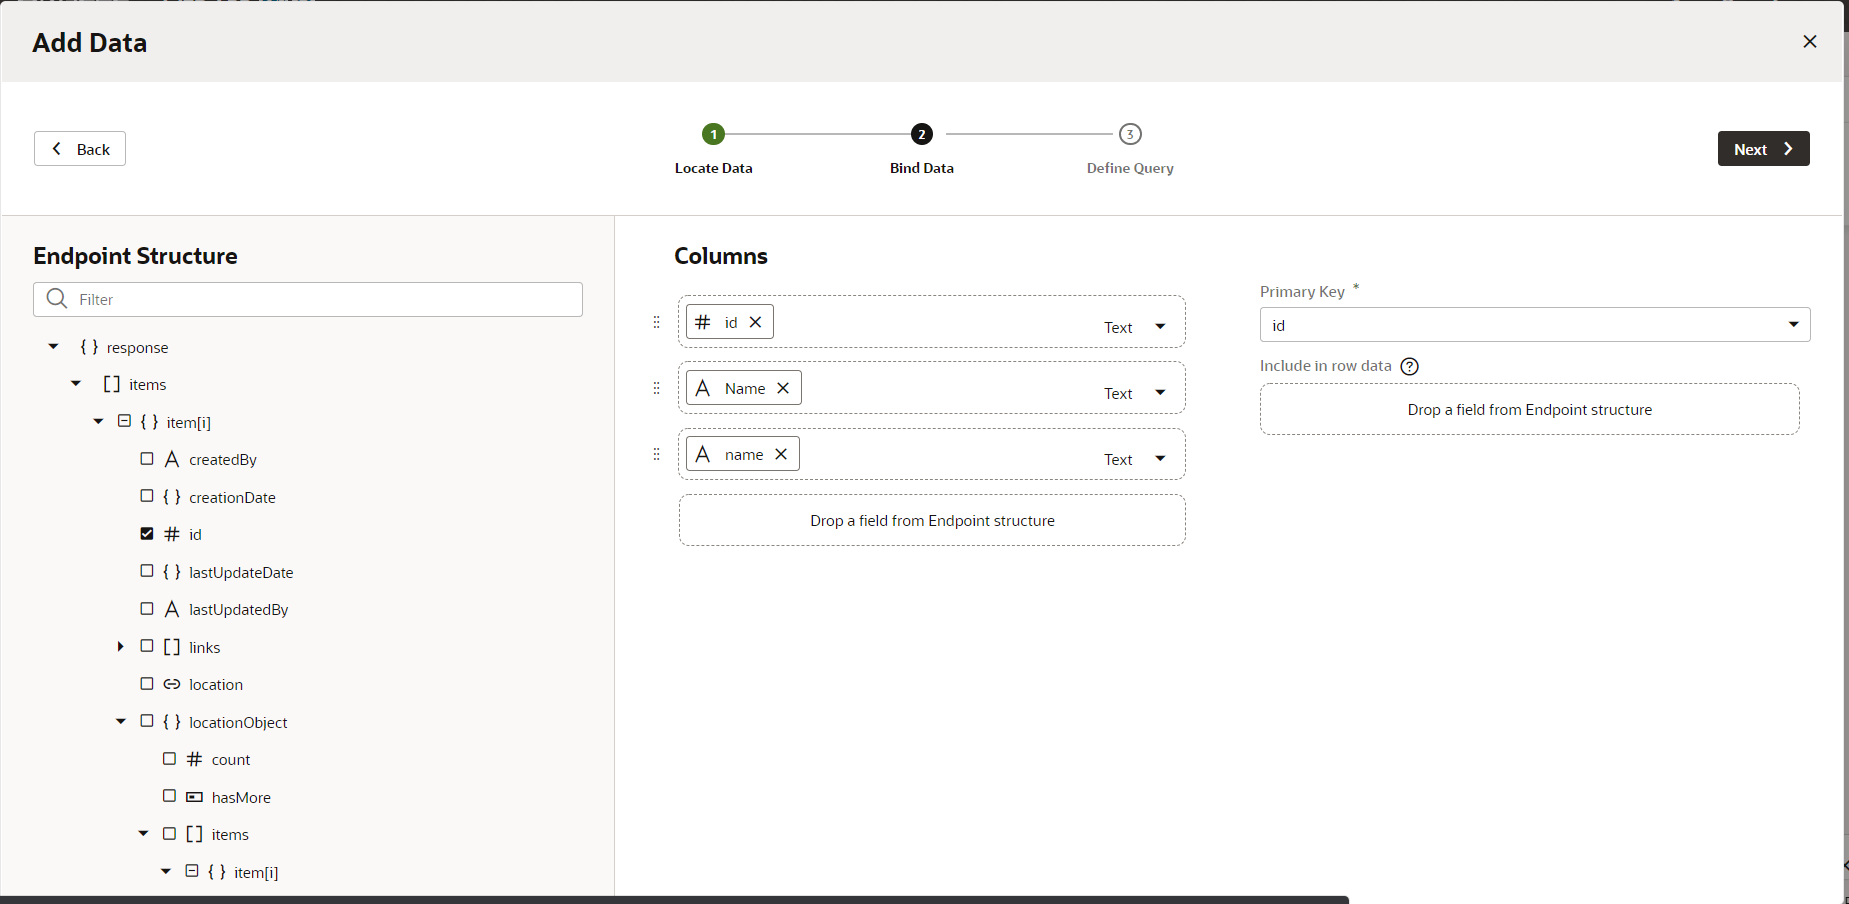 Add Data
Back
1
2
3
Locate Data
Bind Data
Define Query
Next
Endpoint Structure
Filter
{ } response
[ ] items
{ } item[i]
A createdBy
{ } creationDate
# id
{ } lastUpdateDate
A lastUpdatedBy
[ ] links
location
{ } locationObject
# count
hasMore
[ ] items
{ } item[i]
Columns
# id Text
A Name Text
A name Text
Drop a field from Endpoint structure
Primary Key *
id
Include in row data ?
Drop a field from Endpoint structure